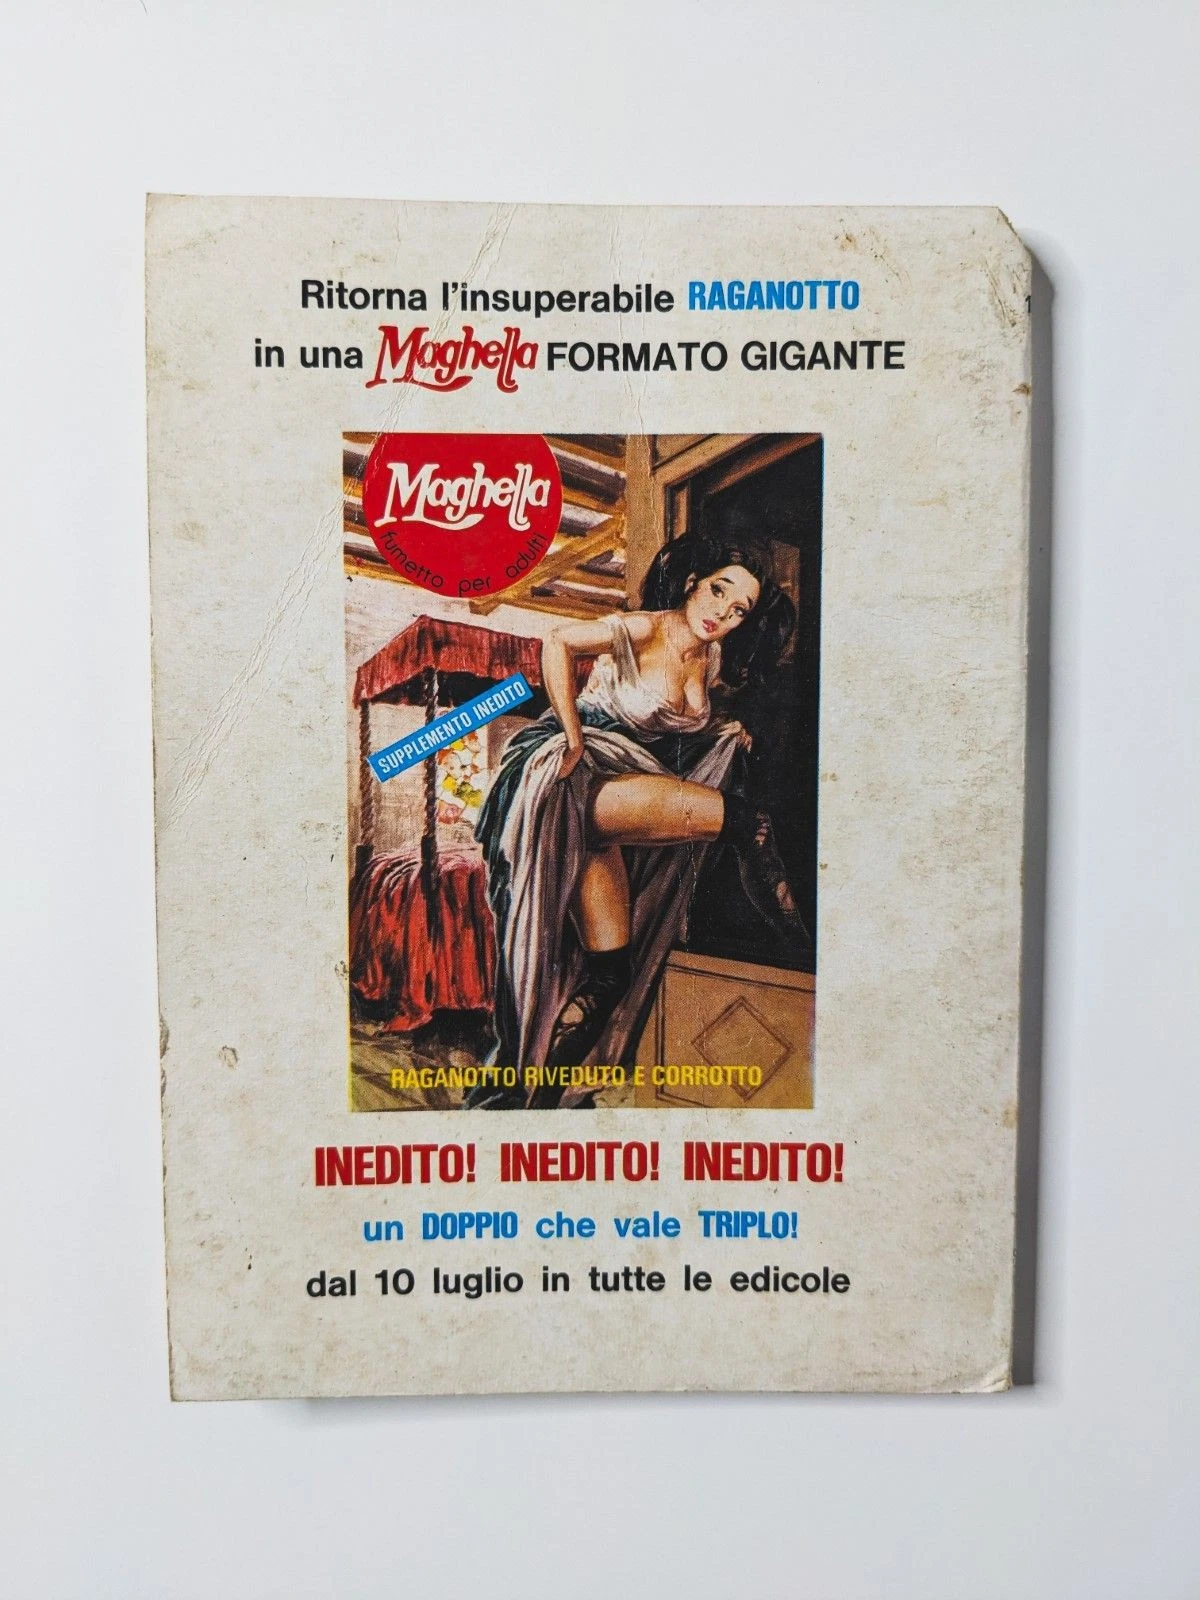 Ritorna l'insuperabile RAGANOTTO
in una Maghella FORMATO GIGANTE
Maghella
fumetto per adulti
SUPPLEMENTO INEDITO
RAGANOTTO RIVEDUTO E CORROTTO
INEDITO! INEDITO! INEDITO!
un DOPPIO che vale TRIPLO!
dal 10 luglio in tutte le edicole